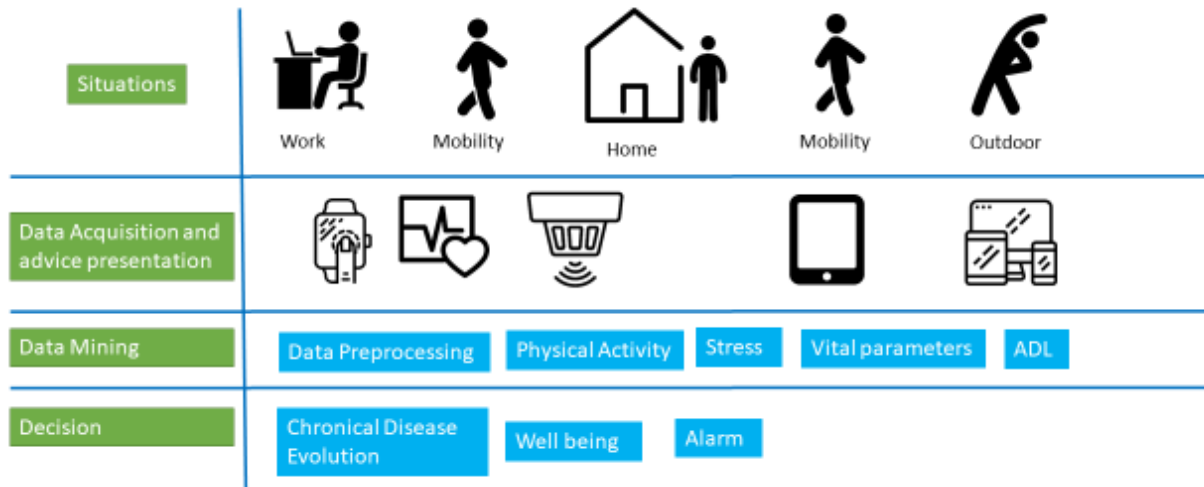 Situations
Work
Mobility
Home
Mobility
Outdoor
Data Acquisition and
advice presentation
Data Mining
Data Preprocessing
Physical Activity
Stress
Vital parameters
ADL
Decision
Chronical Disease
Evolution
Well being
Alarm